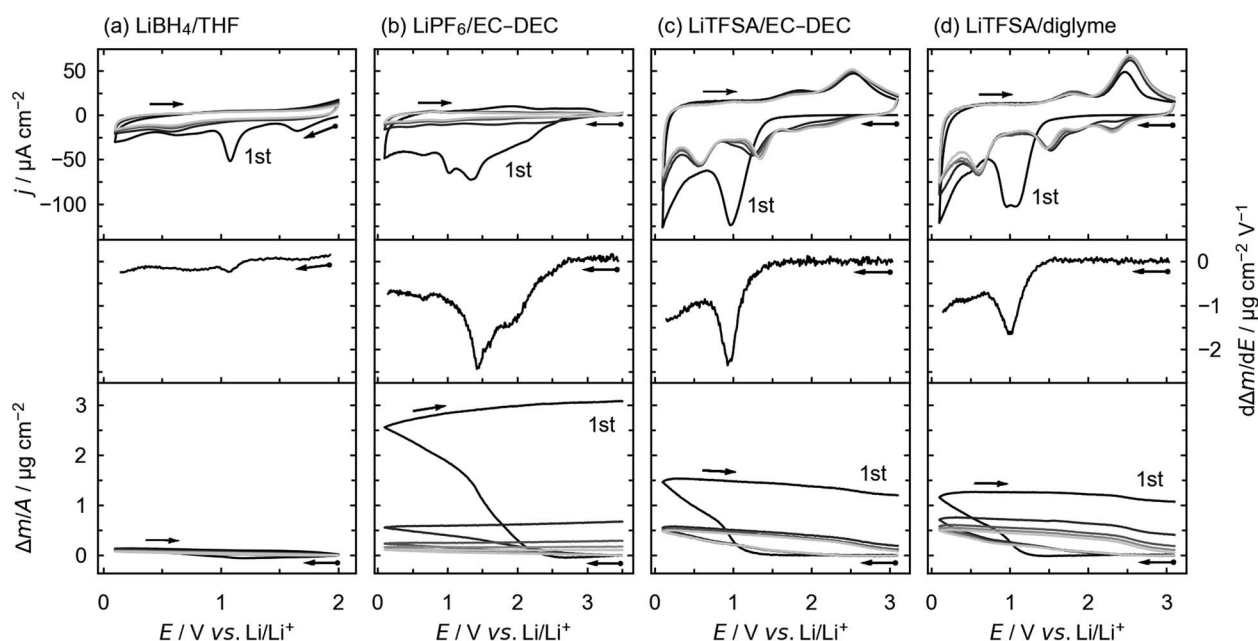 (a) LiBH₄/THF
(b) LiPF₆/EC−DEC
(c) LiTFSA/EC−DEC
(d) LiTFSA/diglyme
j / μA cm⁻²
50
0
−50
−100
1st
1st
1st
1st
0
−1
−2
dΔm/dE / μg cm⁻² V⁻¹
Δm/A / μg cm⁻²
3
2
1
0
1st
1st
1st
0 1 2
0 1 2 3
0 1 2 3
0 1 2 3
E / V vs. Li/Li⁺
E / V vs. Li/Li⁺
E / V vs. Li/Li⁺
E / V vs. Li/Li⁺